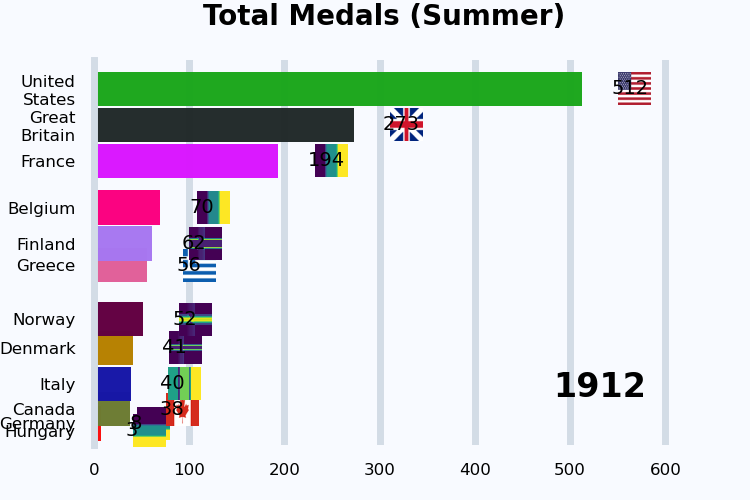 Total Medals (Summer)
United
States
512
Great
Britain
273
France
194
Belgium
70
Finland
62
Greece
56
Norway
52
Denmark
41
Italy
40
1912
Canada
38
Germany
8
Hungary
3
0 100 200 300 400 500 600